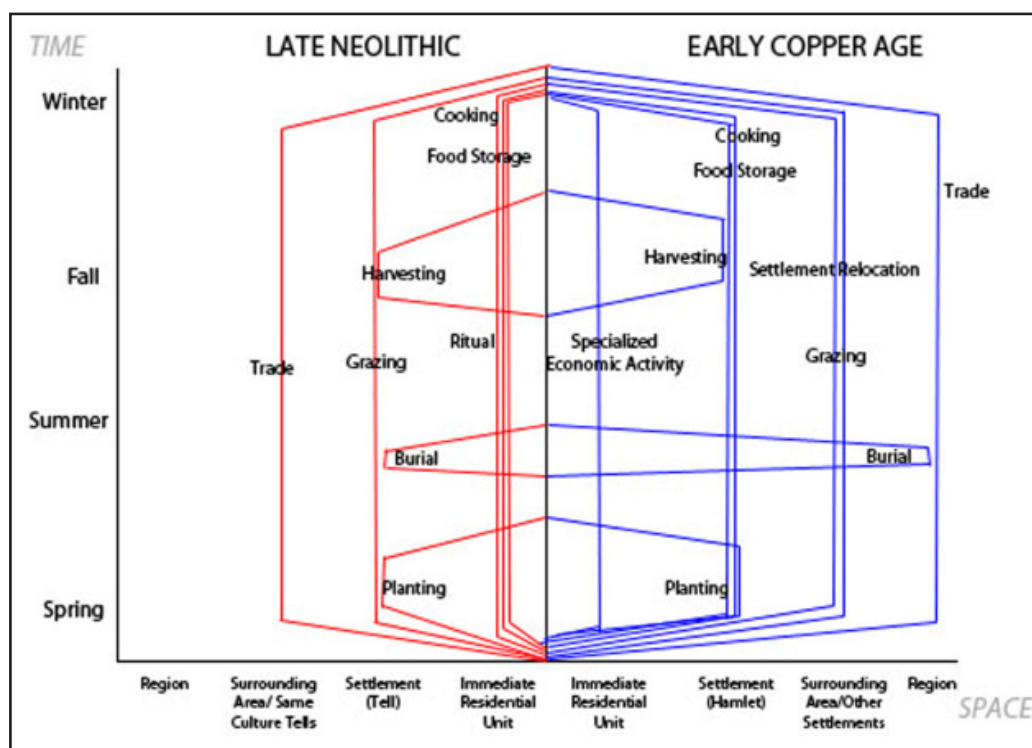 TIME
LATE NEOLITHIC
EARLY COPPER AGE
Winter
Cooking
Food Storage
Cooking
Food Storage
Trade
Fall
Harvesting
Harvesting
Settlement Relocation
Ritual
Specialized
Economic Activity
Trade
Grazing
Grazing
Summer
Burial
Burial
Planting
Planting
Spring
Region
Surrounding
Area/ Same
Culture Tells
Settlement
(Tell)
Immediate
Residential
Unit
Immediate
Residential
Unit
Settlement
(Hamlet)
Surrounding
Area/Other
Settlements
Region
SPACE